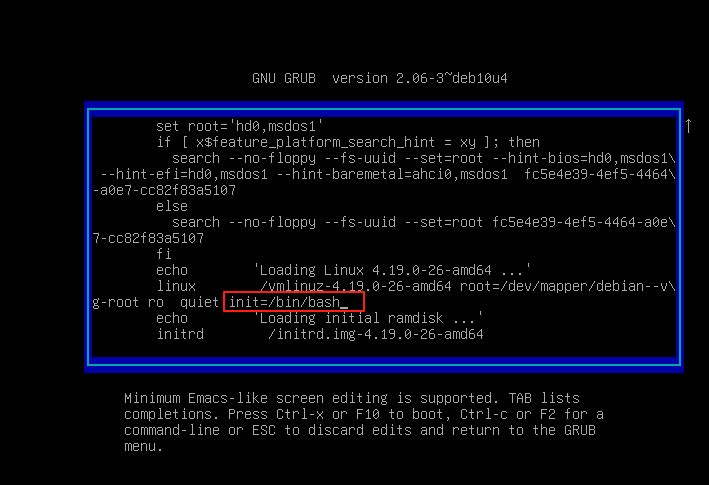 GNU GRUB  version 2.06-3~deb10u4
↑
set root='hd0,msdos1'
if [ x$feature_platform_search_hint = xy ]; then
search --no-floppy --fs-uuid --set=root --hint-bios=hd0,msdos1\
--hint-efi=hd0,msdos1 --hint-baremetal=ahci0,msdos1  fc5e4e39-4ef5-4464\
-a0e7-cc82f83a5107
else
search --no-floppy --fs-uuid --set=root fc5e4e39-4ef5-4464-a0e\
7-cc82f83a5107
fi
echo        'Loading Linux 4.19.0-26-amd64 ...'
linux        /vmlinuz-4.19.0-26-amd64 root=/dev/mapper/debian--v\
g-root ro  quiet init=/bin/bash_
echo        'Loading initial ramdisk ...'
initrd        /initrd.img-4.19.0-26-amd64
Minimum Emacs-like screen editing is supported. TAB lists
completions. Press Ctrl-x or F10 to boot, Ctrl-c or F2 for a
command-line or ESC to discard edits and return to the GRUB
menu.